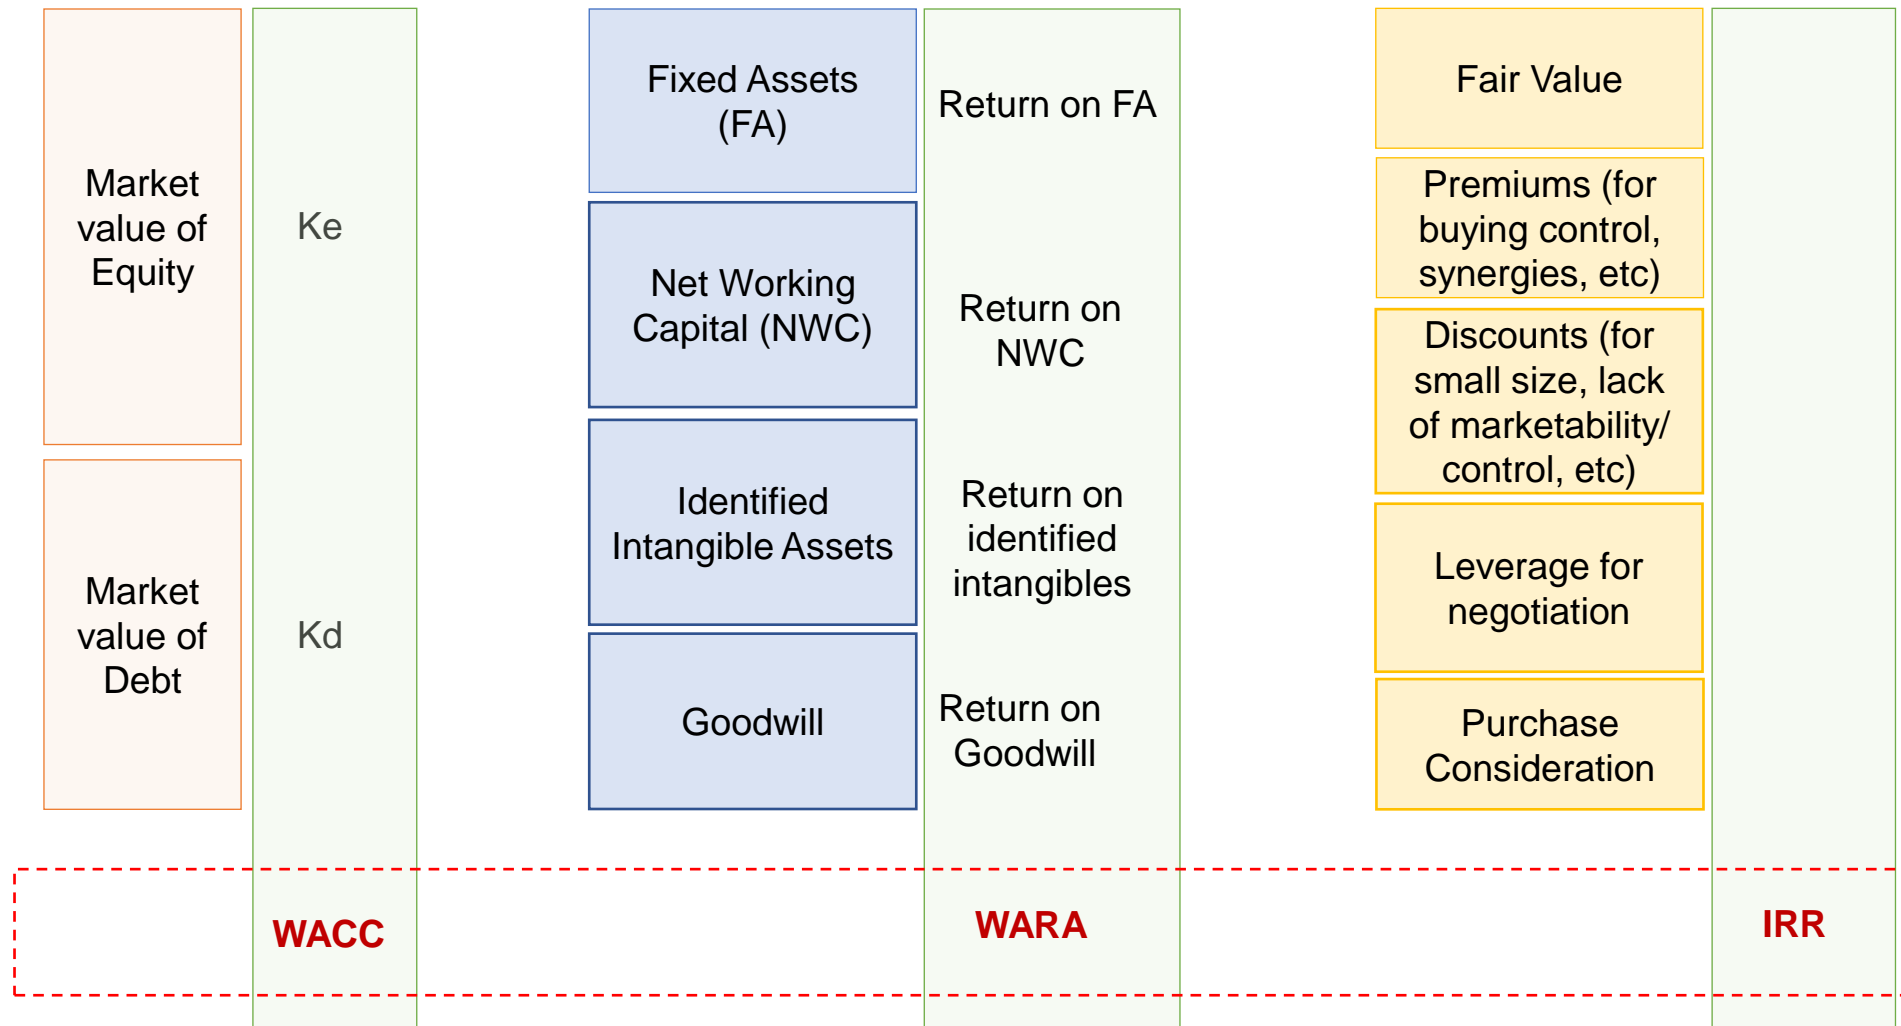 Market
value of
Equity
Ke
Market
value of
Debt
Kd
WACC
Fixed Assets
(FA)
Return on FA
Net Working
Capital (NWC)
Return on
NWC
Identified
Intangible Assets
Return on
identified
intangibles
Goodwill
Return on
Goodwill
WARA
Fair Value
Premiums (for
buying control,
synergies, etc)
Discounts (for
small size, lack
of marketability/
control, etc)
Leverage for
negotiation
Purchase
Consideration
IRR